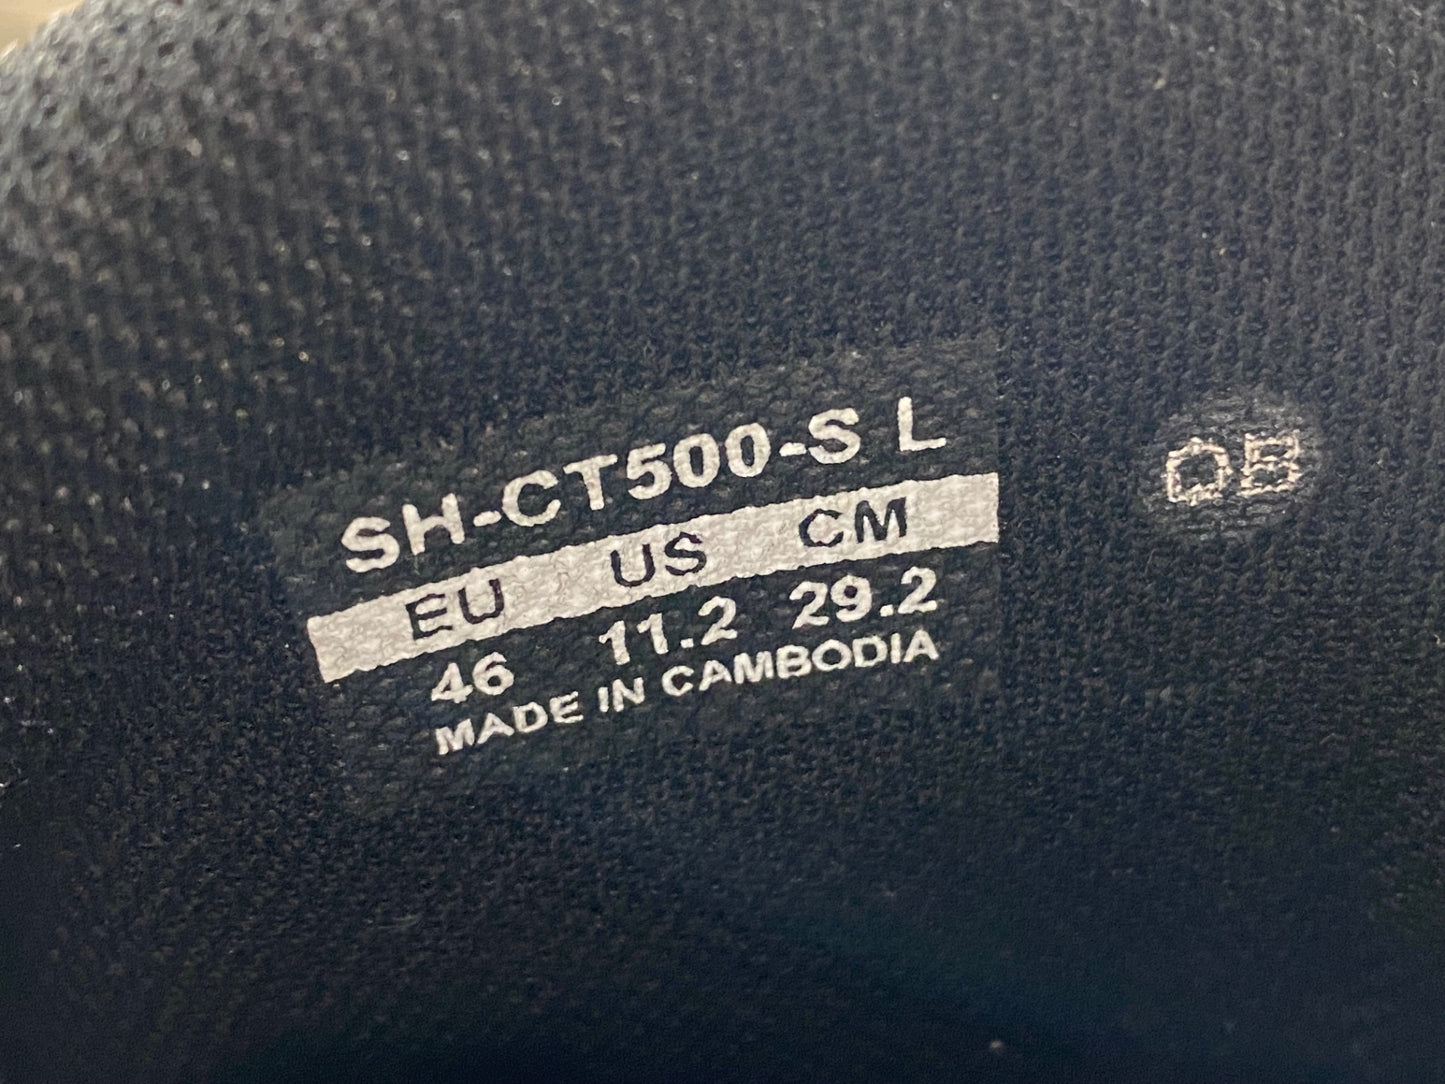 SH-CT500-S L
EU US CM
46 11.2 29.2
MADE IN CAMBODIA
QB